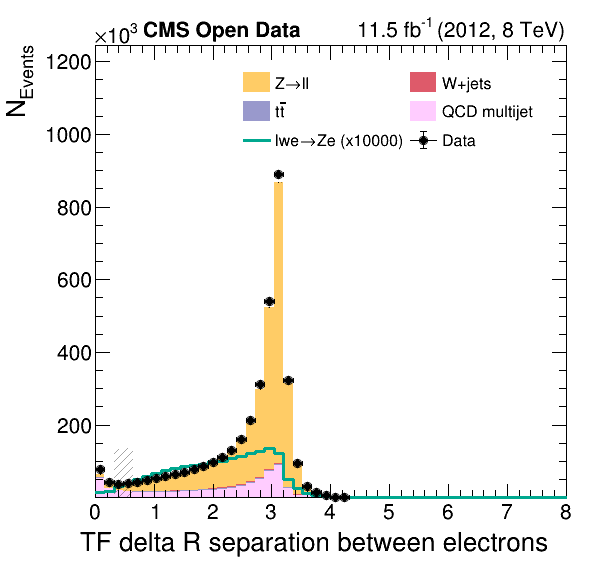 ×10³ CMS Open Data 11.5 fb⁻¹ (2012, 8 TeV)
N_Events
1200
1000
800
600
400
200
Z→ll W+jets
tt̄ QCD multijet
lwe→Ze (x10000) Data
0 1 2 3 4 5 6 7 8
TF delta R separation between electrons